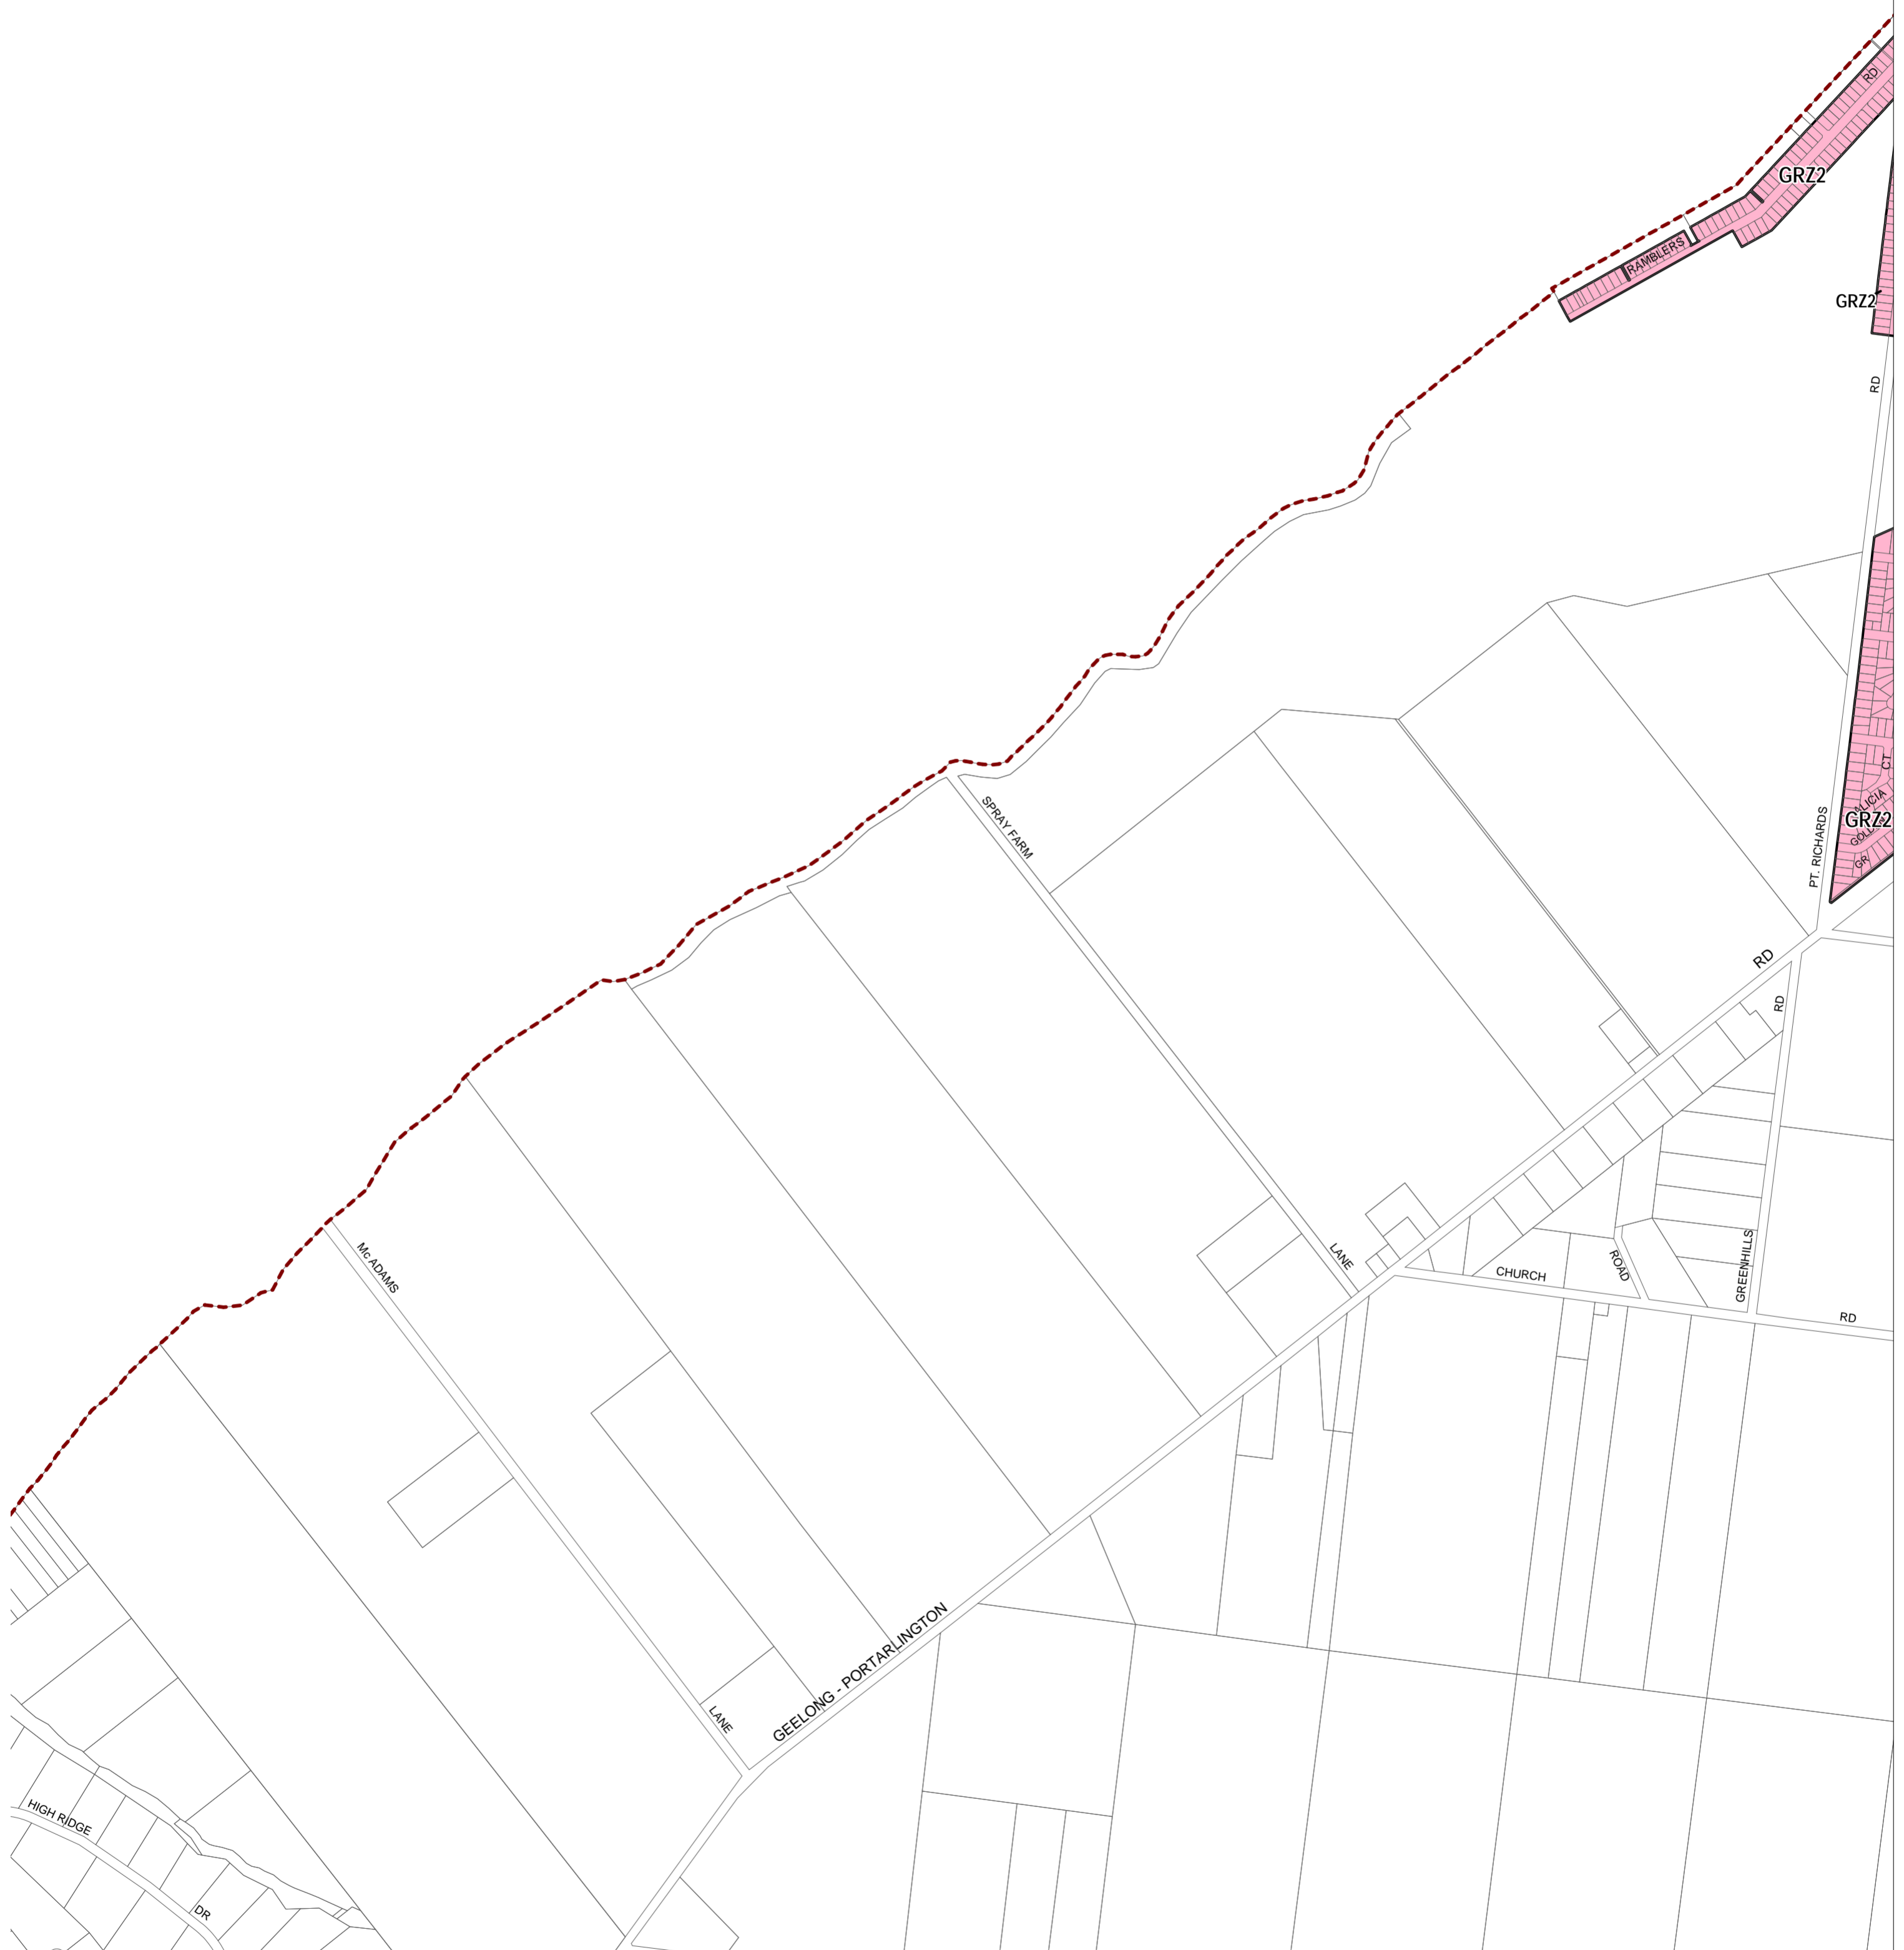 RD
GRZ2
RAMBLERS
GRZ2
RD
CT
ALICIA
GRZ2
PT. RICHARDS
GR
SPRAY FARM
RD
RD
Mc ADAMS
LANE
CHURCH
ROAD
GREENHILLS
RD
LANE
GEELONG - PORTARLINGTON
HIGH RIDGE
DR